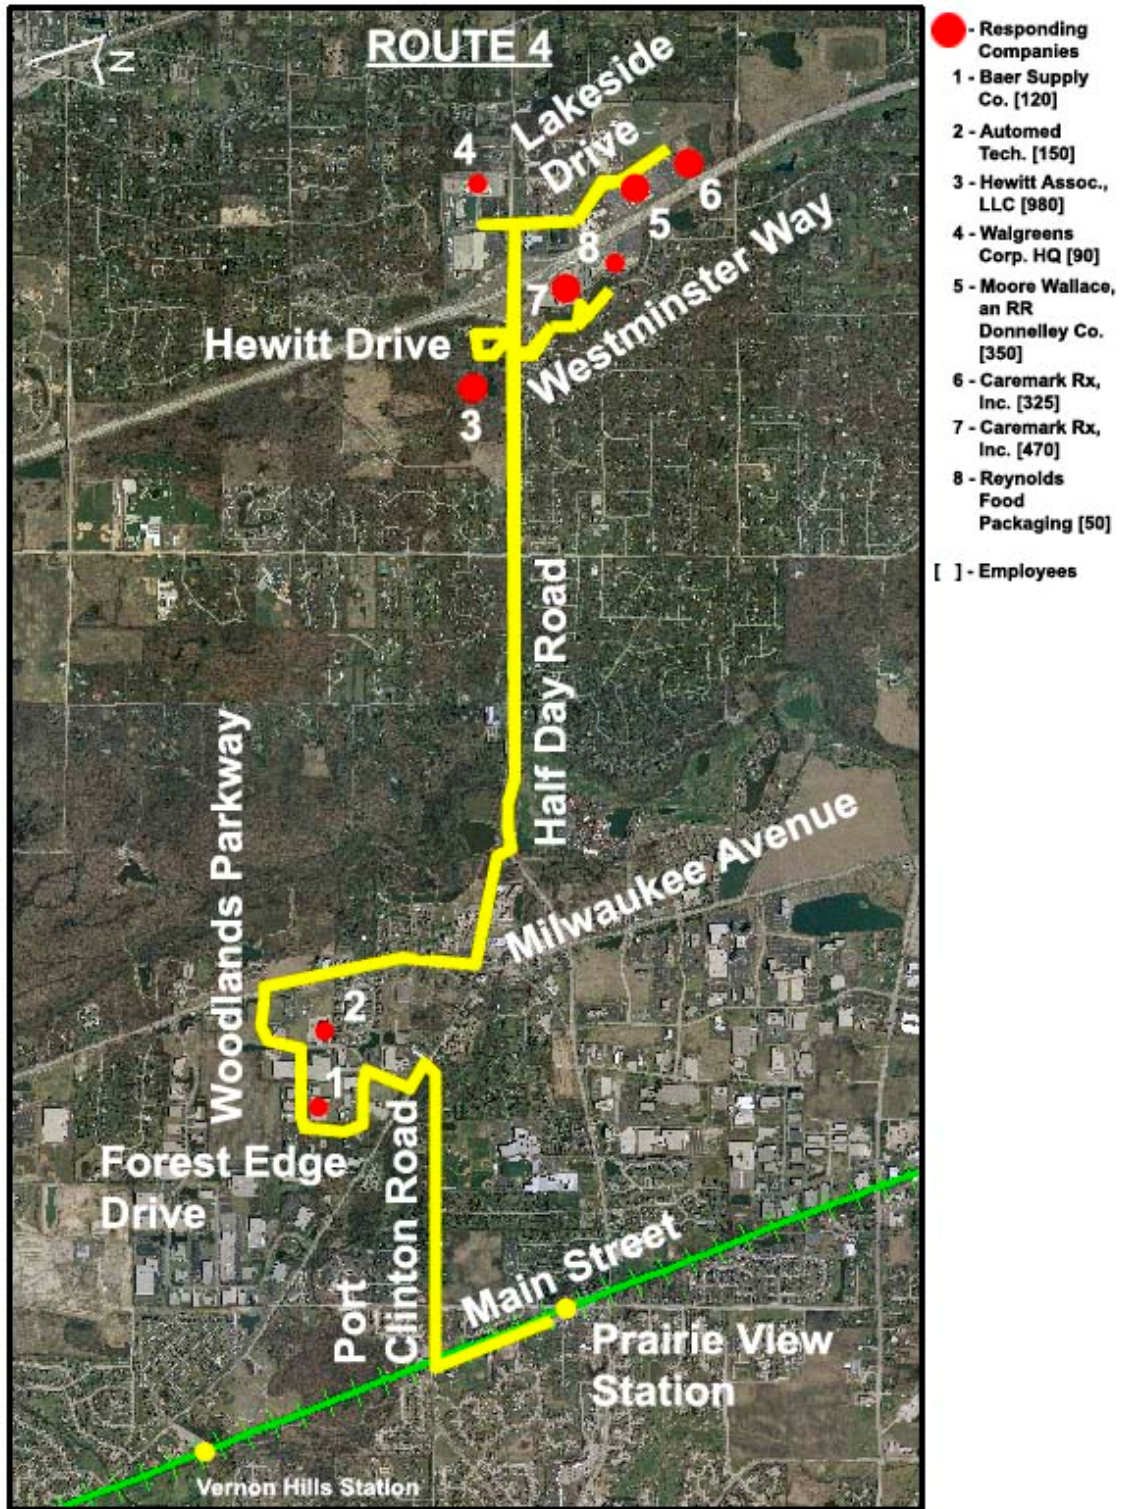 ROUTE 4
N
Lakeside
Drive
4
6
5
8
7
Westminster Way
Hewitt Drive
3
Half Day Road
Woodlands Parkway
Milwaukee Avenue
2
1
Forest Edge
Drive
Port
Clinton Road
Main Street
Prairie View
Station
Vernon Hills Station
- Responding
Companies
1 - Baer Supply
Co. [120]
2 - Automed
Tech. [150]
3 - Hewitt Assoc.,
LLC [980]
4 - Walgreens
Corp. HQ [90]
5 - Moore Wallace,
an RR
Donnelley Co.
[350]
6 - Caremark Rx,
Inc. [325]
7 - Caremark Rx,
Inc. [470]
8 - Reynolds
Food
Packaging [50]
[ ] - Employees